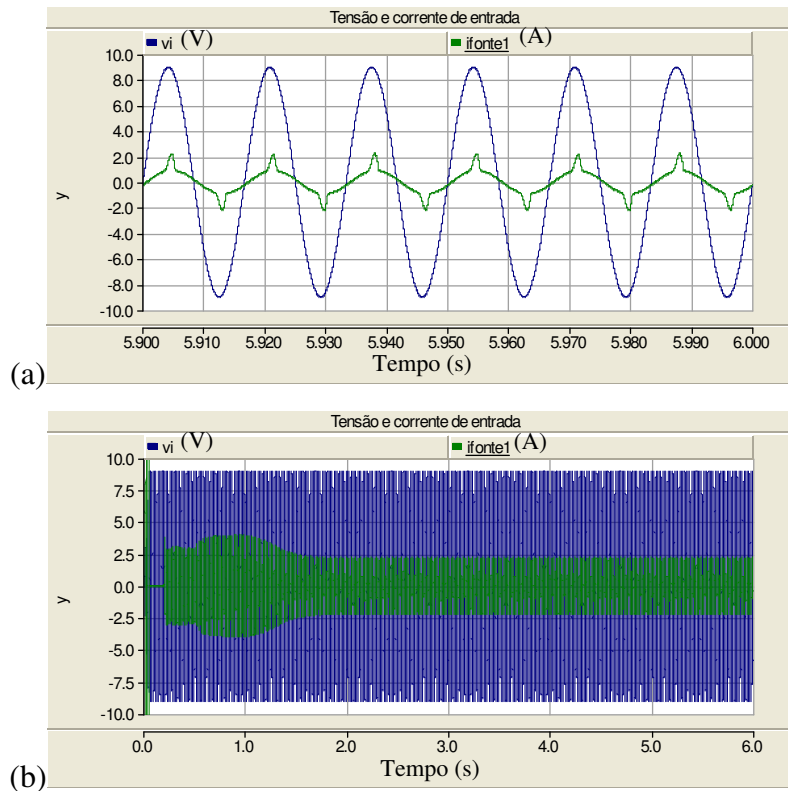 Tensão e corrente de entrada
vi (V) ifonte1 (A)
10.0
8.0
6.0
4.0
2.0
0.0
-2.0
-4.0
-6.0
-8.0
-10.0
y
5.900 5.910 5.920 5.930 5.940 5.950 5.960 5.970 5.980 5.990 6.000
Tempo (s)
(a)
Tensão e corrente de entrada
vi (V) ifonte1 (A)
10.0
7.5
5.0
2.5
0.0
-2.5
-5.0
-7.5
-10.0
y
0.0 1.0 2.0 3.0 4.0 5.0 6.0
Tempo (s)
(b)